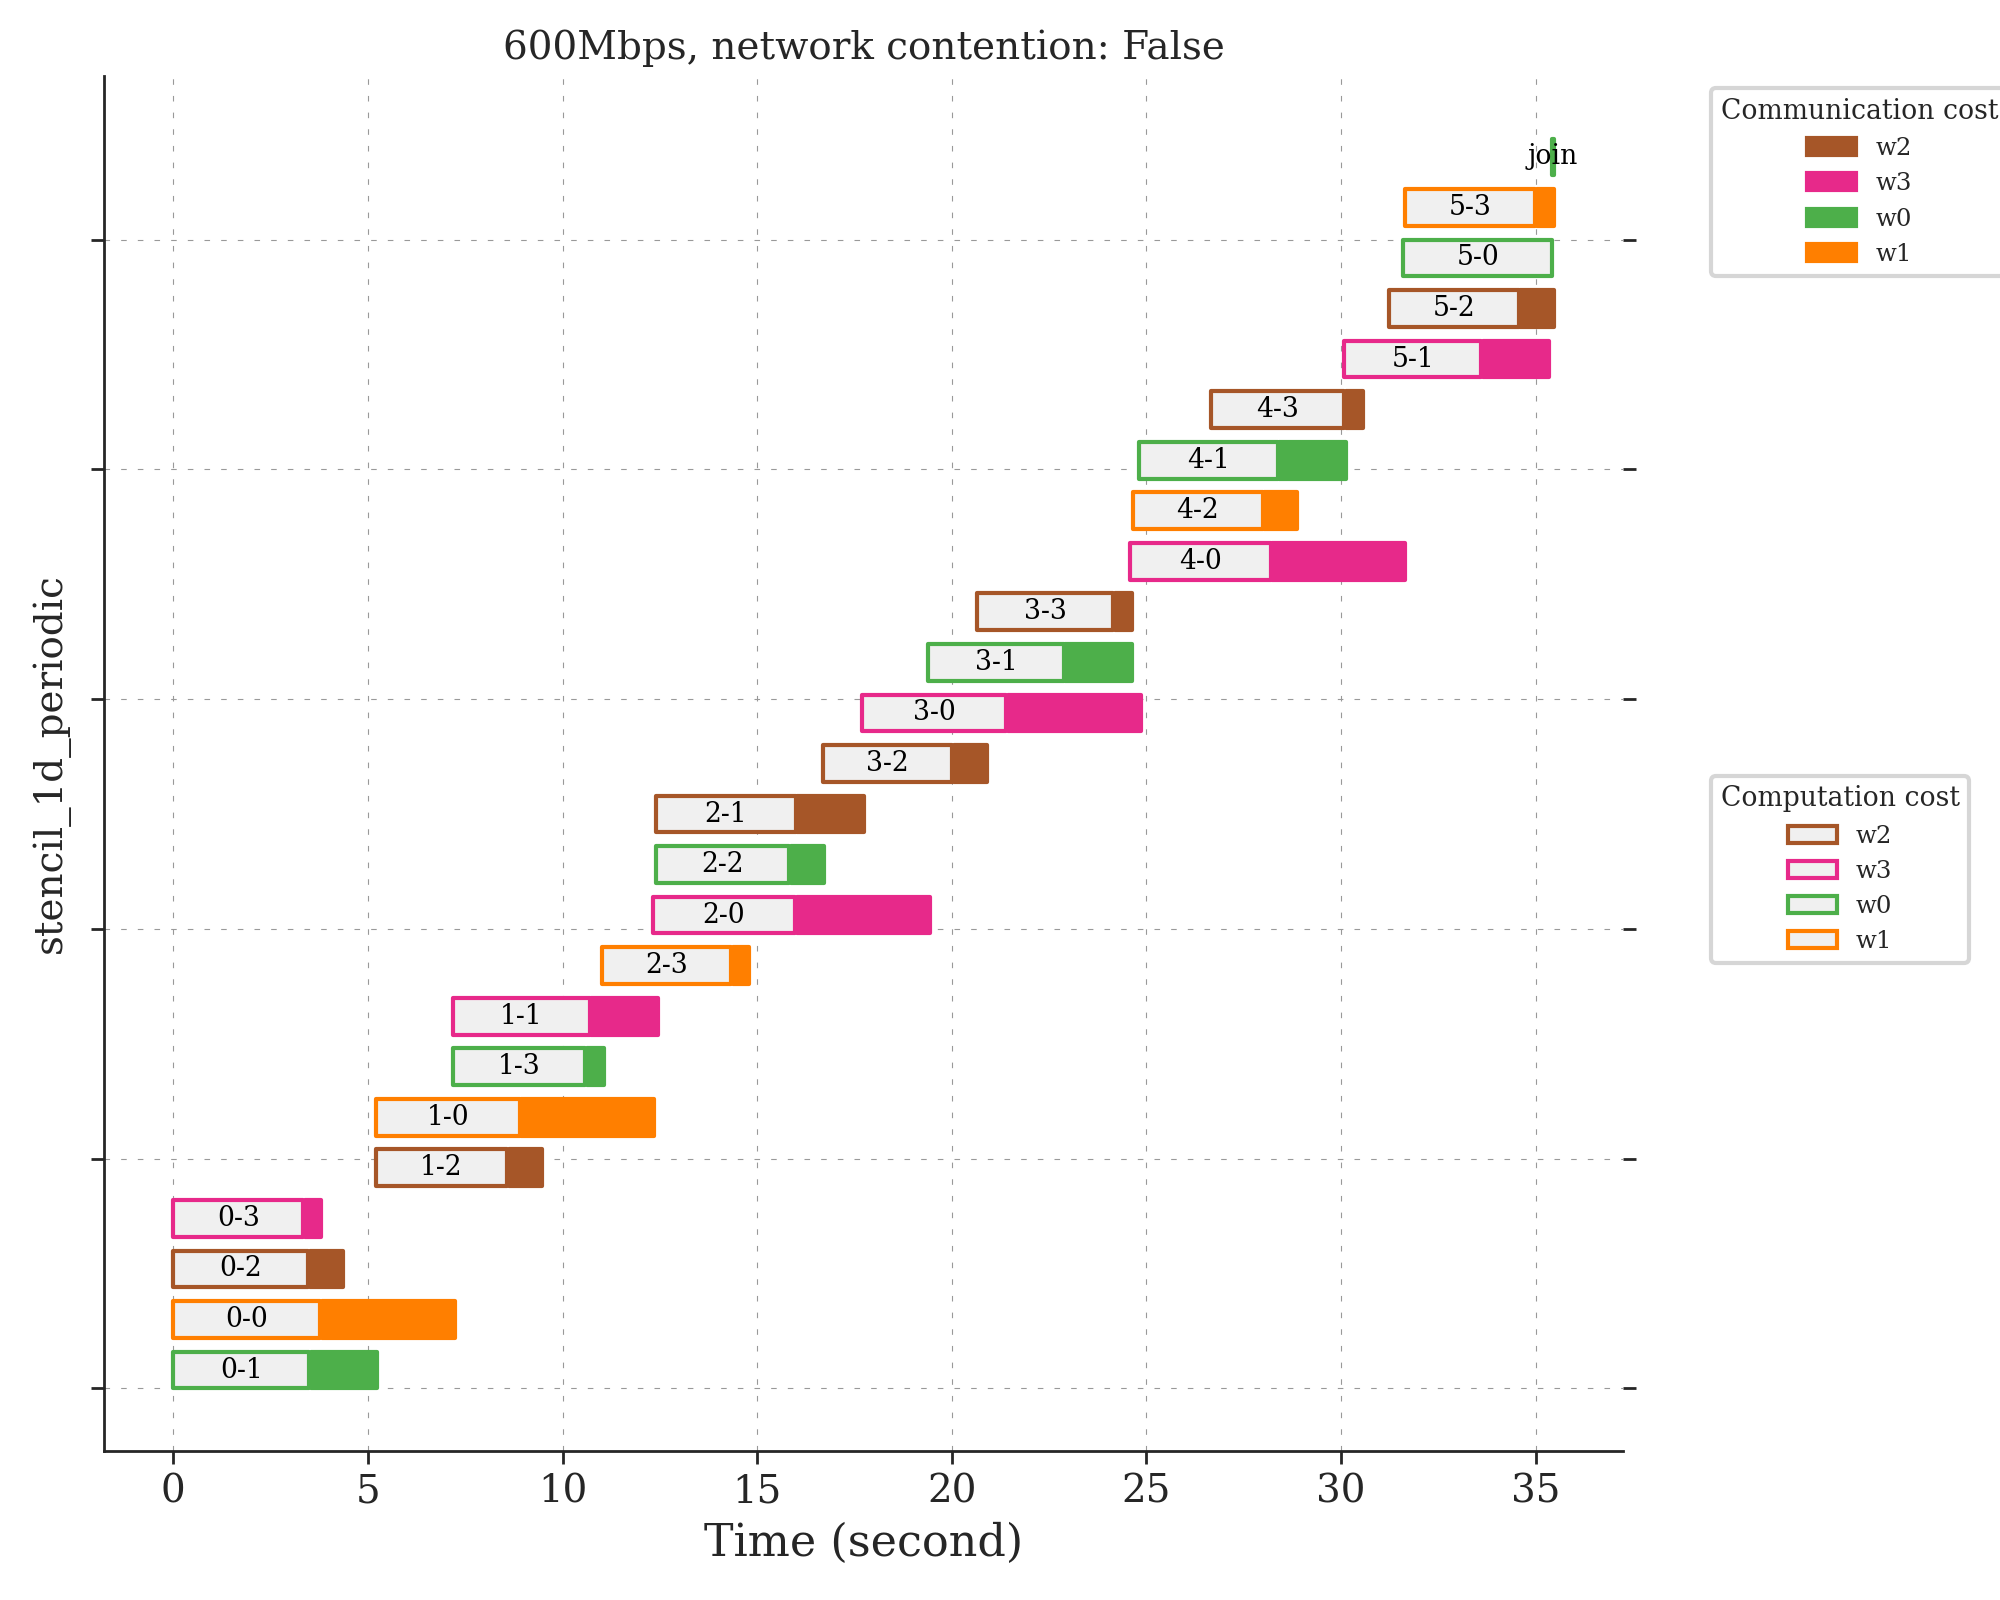 600Mbps, network contention: False
Communication cost
w2
w3
w0
w1
join
5-3
5-0
5-2
5-1
4-3
4-1
4-2
4-0
3-3
3-1
3-0
3-2
2-1
2-2
2-0
2-3
1-1
1-3
1-0
1-2
0-3
0-2
0-0
0-1
stencil_1d_periodic
Computation cost
w2
w3
w0
w1
0 5 10 15 20 25 30 35
Time (second)